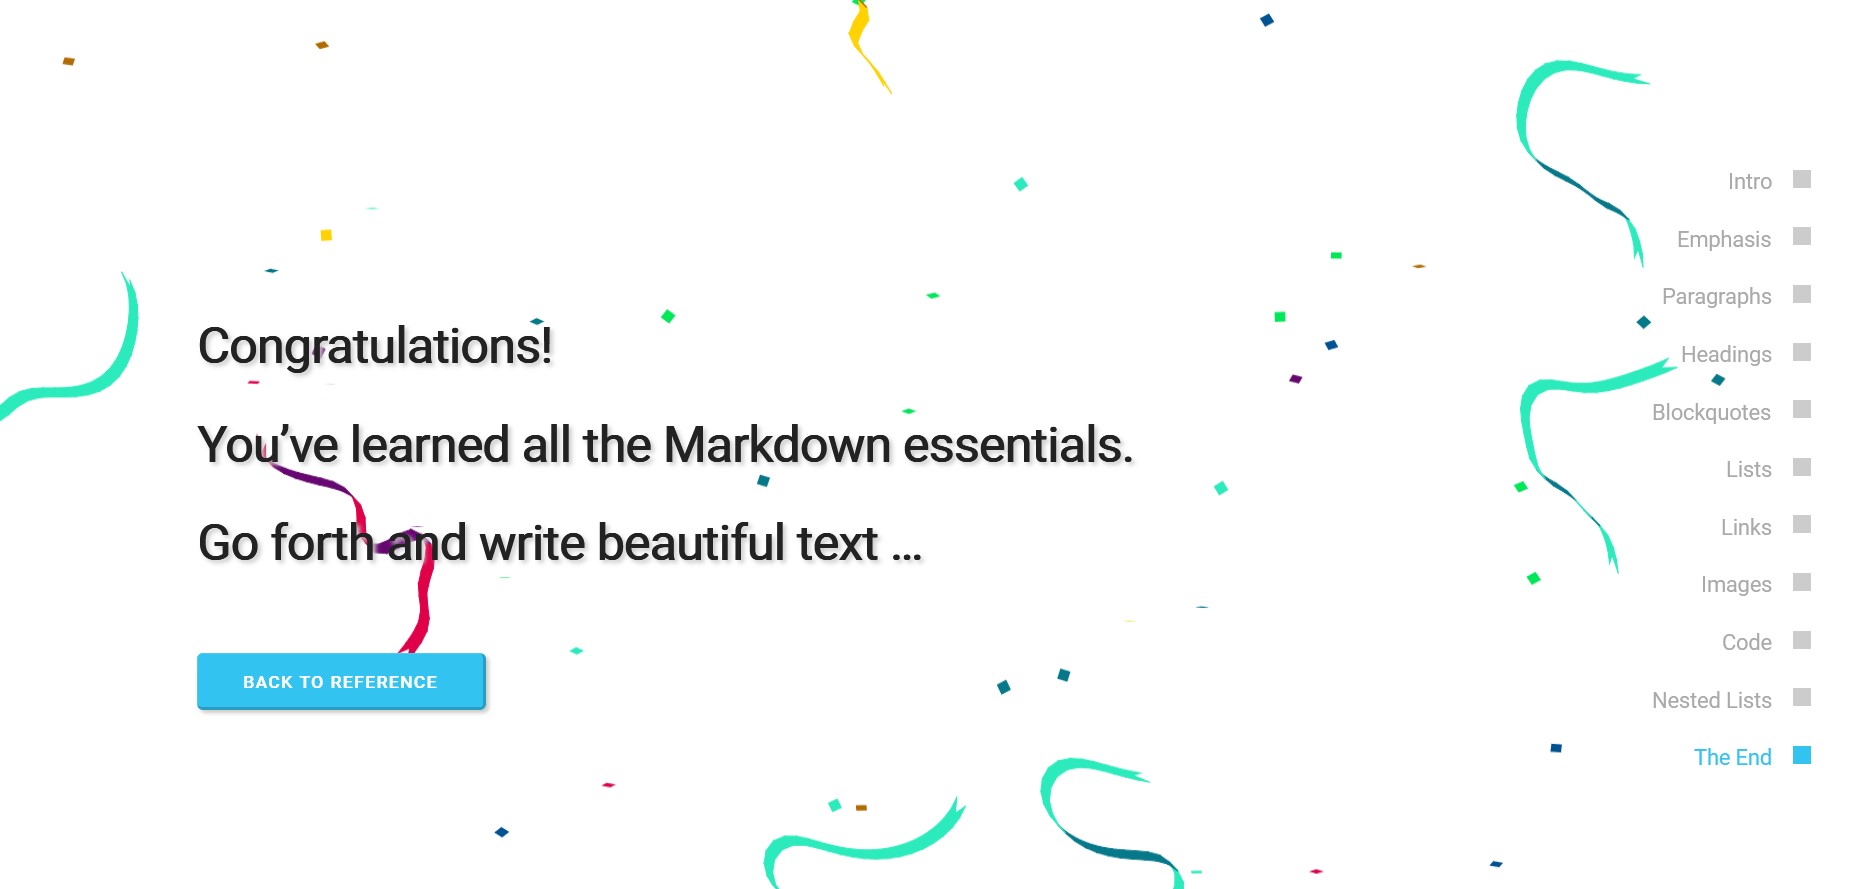 Congratulations!
You’ve learned all the Markdown essentials.
Go forth and write beautiful text ...
BACK TO REFERENCE
Intro
Emphasis
Paragraphs
Headings
Blockquotes
Lists
Links
Images
Code
Nested Lists
The End